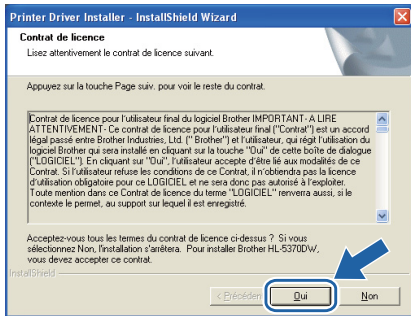 Printer Driver Installer - InstallShield Wizard
Contrat de licence
Lisez attentivement le contrat de licence suivant.
Appuyez sur la touche Page suiv. pour voir le reste du contrat.
Contrat de licence pour l'utilisateur final du logiciel Brother IMPORTANT- A LIRE
ATTENTIVEMENT- Ce contrat de licence pour l'utilisateur final ("Contrat") est un accord
légal passé entre Brother Industries, Ltd. (" Brother") et l'utilisateur, qui régit l'utilisation du
logiciel Brother qui sera installé en cliquant sur la touche "Oui" de cette boîte de dialogue
("LOGICIEL"). En cliquant sur "Oui", l'utilisateur accepte d'être lié aux modalités de ce
Contrat. Si l'utilisateur refuse les conditions de ce Contrat, il n'obtiendra pas la licence
d'utilisation obligatoire pour ce LOGICIEL et ne sera donc pas autorisé à l'exploiter.
Toute mention dans ce Contrat de licence du terme "LOGICIEL" renverra aussi, si le
contexte le permet, au support sur lequel il est enregistré.
Acceptez-vous tous les termes du contrat de licence ci-dessus ? Si vous
sélectionnez Non, l'installation s'arrêtera. Pour installer Brother HL-5370DW,
vous devez accepter ce contrat.
InstallShield
< Précédent Oui Non